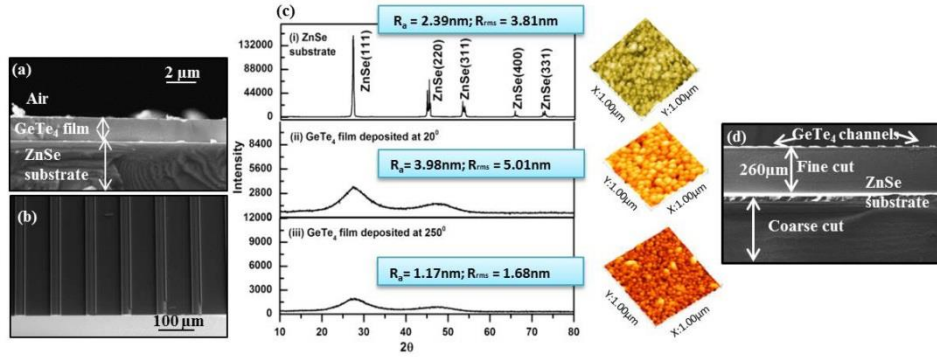 (a)
2 µm
Air
GeTe₄ film
ZnSe
substrate
(b)
100 µm
(c)
Rₐ = 2.39nm; Rᵣₘₛ = 3.81nm
(i) ZnSe
substrate
ZnSe(111)
ZnSe(220)
ZnSe(311)
ZnSe(400)
ZnSe(331)
132000
88000
44000
0
(ii) GeTe₄ film deposited at 20⁰
Rₐ = 3.98nm; Rᵣₘₛ = 5.01nm
8400
5600
2800
12000
(iii) GeTe₄ film deposited at 250⁰
Rₐ = 1.17nm; Rᵣₘₛ = 1.68nm
9000
6000
3000
0
Intensity
10 20 30 40 50 60 70 80
2θ
X:1.00µm
Y:1.00µm
Y:1.00µm
X:1.00µm
Y:1.00µm
X:1.00µm
(d)
GeTe₄ channels
260µm
Fine cut
ZnSe
substrate
Coarse cut